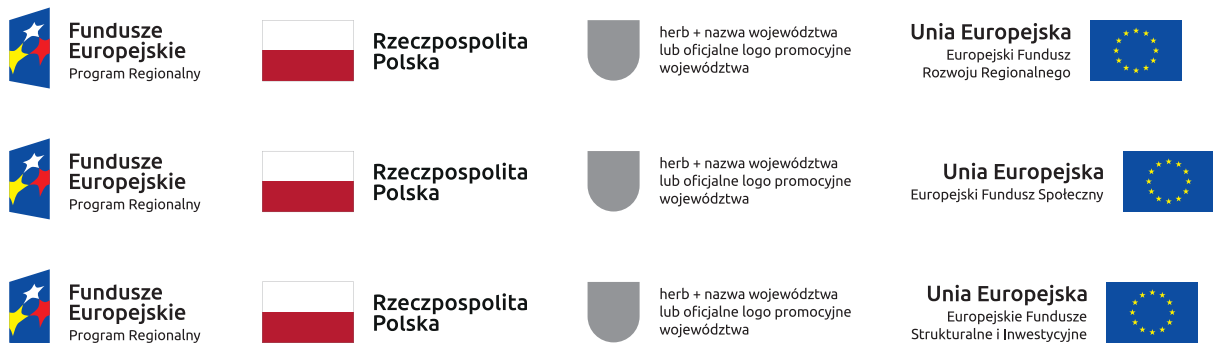 Fundusze
Europejskie
Program Regionalny
Rzeczpospolita
Polska
herb + nazwa województwa
lub oficjalne logo promocyjne
województwa
Unia Europejska
Europejski Fundusz
Rozwoju Regionalnego
Fundusze
Europejskie
Program Regionalny
Rzeczpospolita
Polska
herb + nazwa województwa
lub oficjalne logo promocyjne
województwa
Unia Europejska
Europejski Fundusz Społeczny
Fundusze
Europejskie
Program Regionalny
Rzeczpospolita
Polska
herb + nazwa województwa
lub oficjalne logo promocyjne
województwa
Unia Europejska
Europejskie Fundusze
Strukturalne i Inwestycyjne